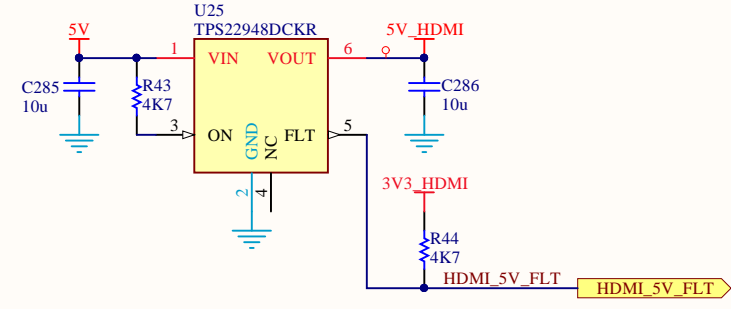 U25
TPS22948DCKR
5V
5V_HDMI
1
VIN
VOUT
6
C285
10u
R43
4K7
C286
10u
3
ON
GND
NC
FLT
5
2
4
3V3_HDMI
R44
4K7
HDMI_5V_FLT
HDMI_5V_FLT